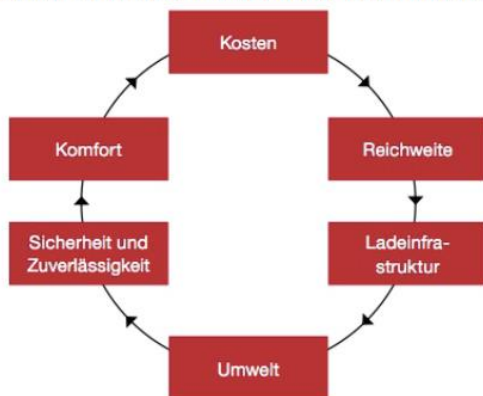 Kosten
Reichweite
Ladeinfra-
struktur
Umwelt
Sicherheit und
Zuverlässigkeit
Komfort